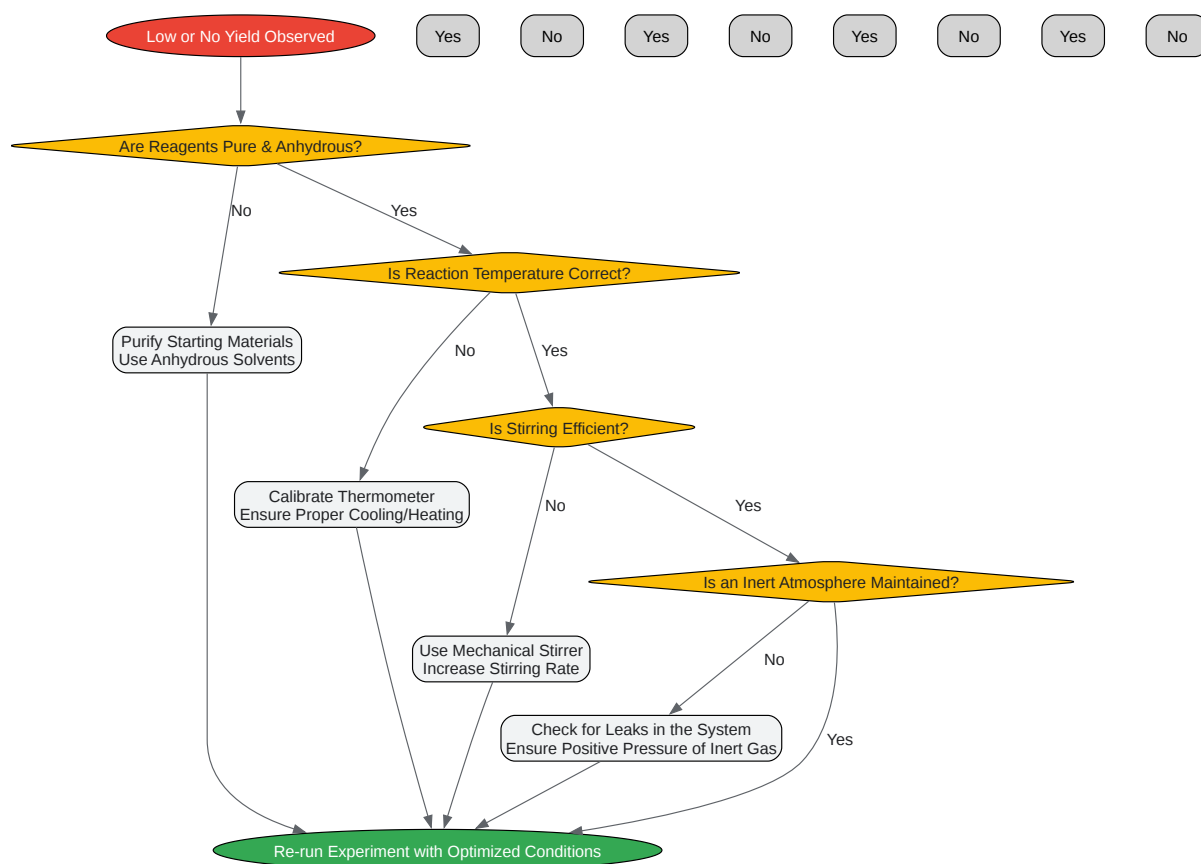 Low or No Yield Observed
Yes
No
Yes
No
Yes
No
Yes
No
Are Reagents Pure & Anhydrous?
No
Yes
Is Reaction Temperature Correct?
Purify Starting Materials
Use Anhydrous Solvents
No
Yes
Is Stirring Efficient?
Calibrate Thermometer
Ensure Proper Cooling/Heating
No
Yes
Is an Inert Atmosphere Maintained?
Use Mechanical Stirrer
Increase Stirring Rate
No
Check for Leaks in the System
Ensure Positive Pressure of Inert Gas
Yes
Re-run Experiment with Optimized Conditions